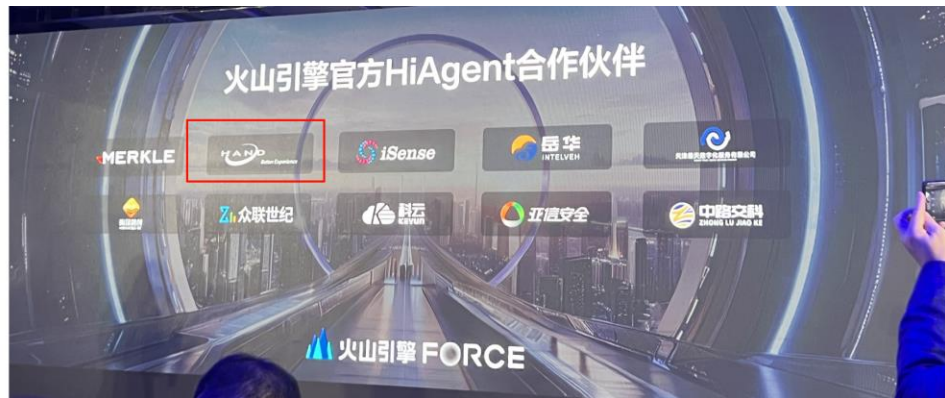 火山引擎官方HiAgent合作伙伴
MERKLE
HAND
iSense
岳华
INTELVEH
众联世纪
科云
KEYUN
亚信安全
中路交科
ZHONG LU JIAO KE
火山引擎 FORCE